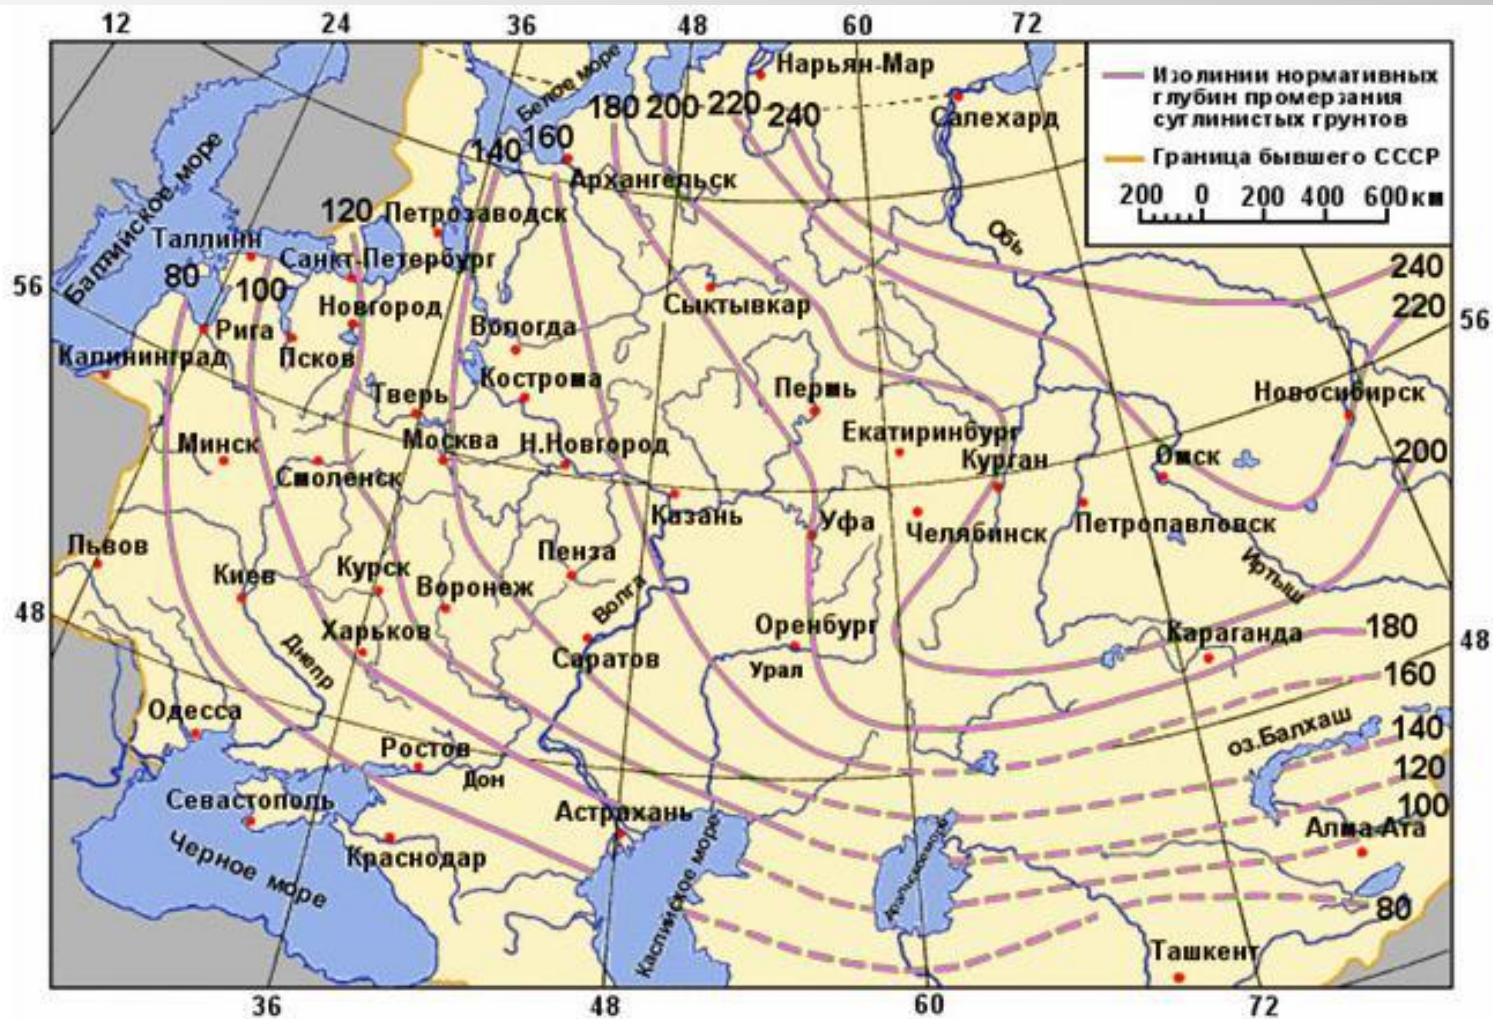 12
24
36
48
60
72
Изолинии нормативных
глубин промерзания
суглинистых грунтов
Граница бывшего СССР
200 0 200 400 600 км
Белое море
Нарьян-Мар
Салехард
180
200
220
240
140
160
Архангельск
Балтийское море
120
Петрозаводск
Таллинн
Санкт-Петербург
Обь
80
100
Новгород
Сыктывкар
240
220
56
56
Рига
Псков
Вологда
Калининград
Тверь
Кострома
Пермь
Новосибирск
Минск
Москва
Н.Новгород
Екатиринбург
Курган
Омск
200
Смоленск
Казань
Уфа
Челябинск
Петропавловск
Львов
Киев
Курск
Воронеж
Пенза
Волга
Иртыш
48
48
Харьков
Днепр
Саратов
Оренбург
Урал
Караганда
180
160
Одесса
Ростов
Дон
оз.Балхаш
140
120
100
Севастополь
Астрахань
Алма-Ата
Краснодар
Черное море
Каспийское море
Аральское море
80
Ташкент
36
48
60
72